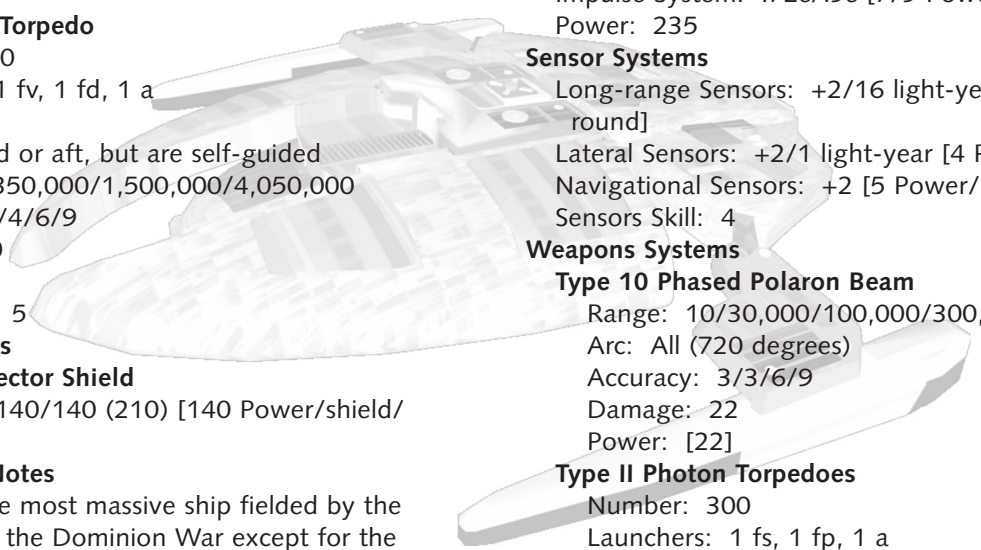 Torpedo
0
1 fv, 1 fd, 1 a
d or aft, but are self-guided
350,000/1,500,000/4,050,000
/4/6/9
0
5
s
ector Shield
140/140 (210) [140 Power/shield/
Notes
e most massive ship fielded by the
the Dominion War except for the
Power: 235
Sensor Systems
Long-range Sensors: +2/16 light-ye
round]
Lateral Sensors: +2/1 light-year [4 P
Navigational Sensors: +2 [5 Power/
Sensors Skill: 4
Weapons Systems
Type 10 Phased Polaron Beam
Range: 10/30,000/100,000/300,
Arc: All (720 degrees)
Accuracy: 3/3/6/9
Damage: 22
Power: [22]
Type II Photon Torpedoes
Number: 300
Launchers: 1 fs, 1 fp, 1 a